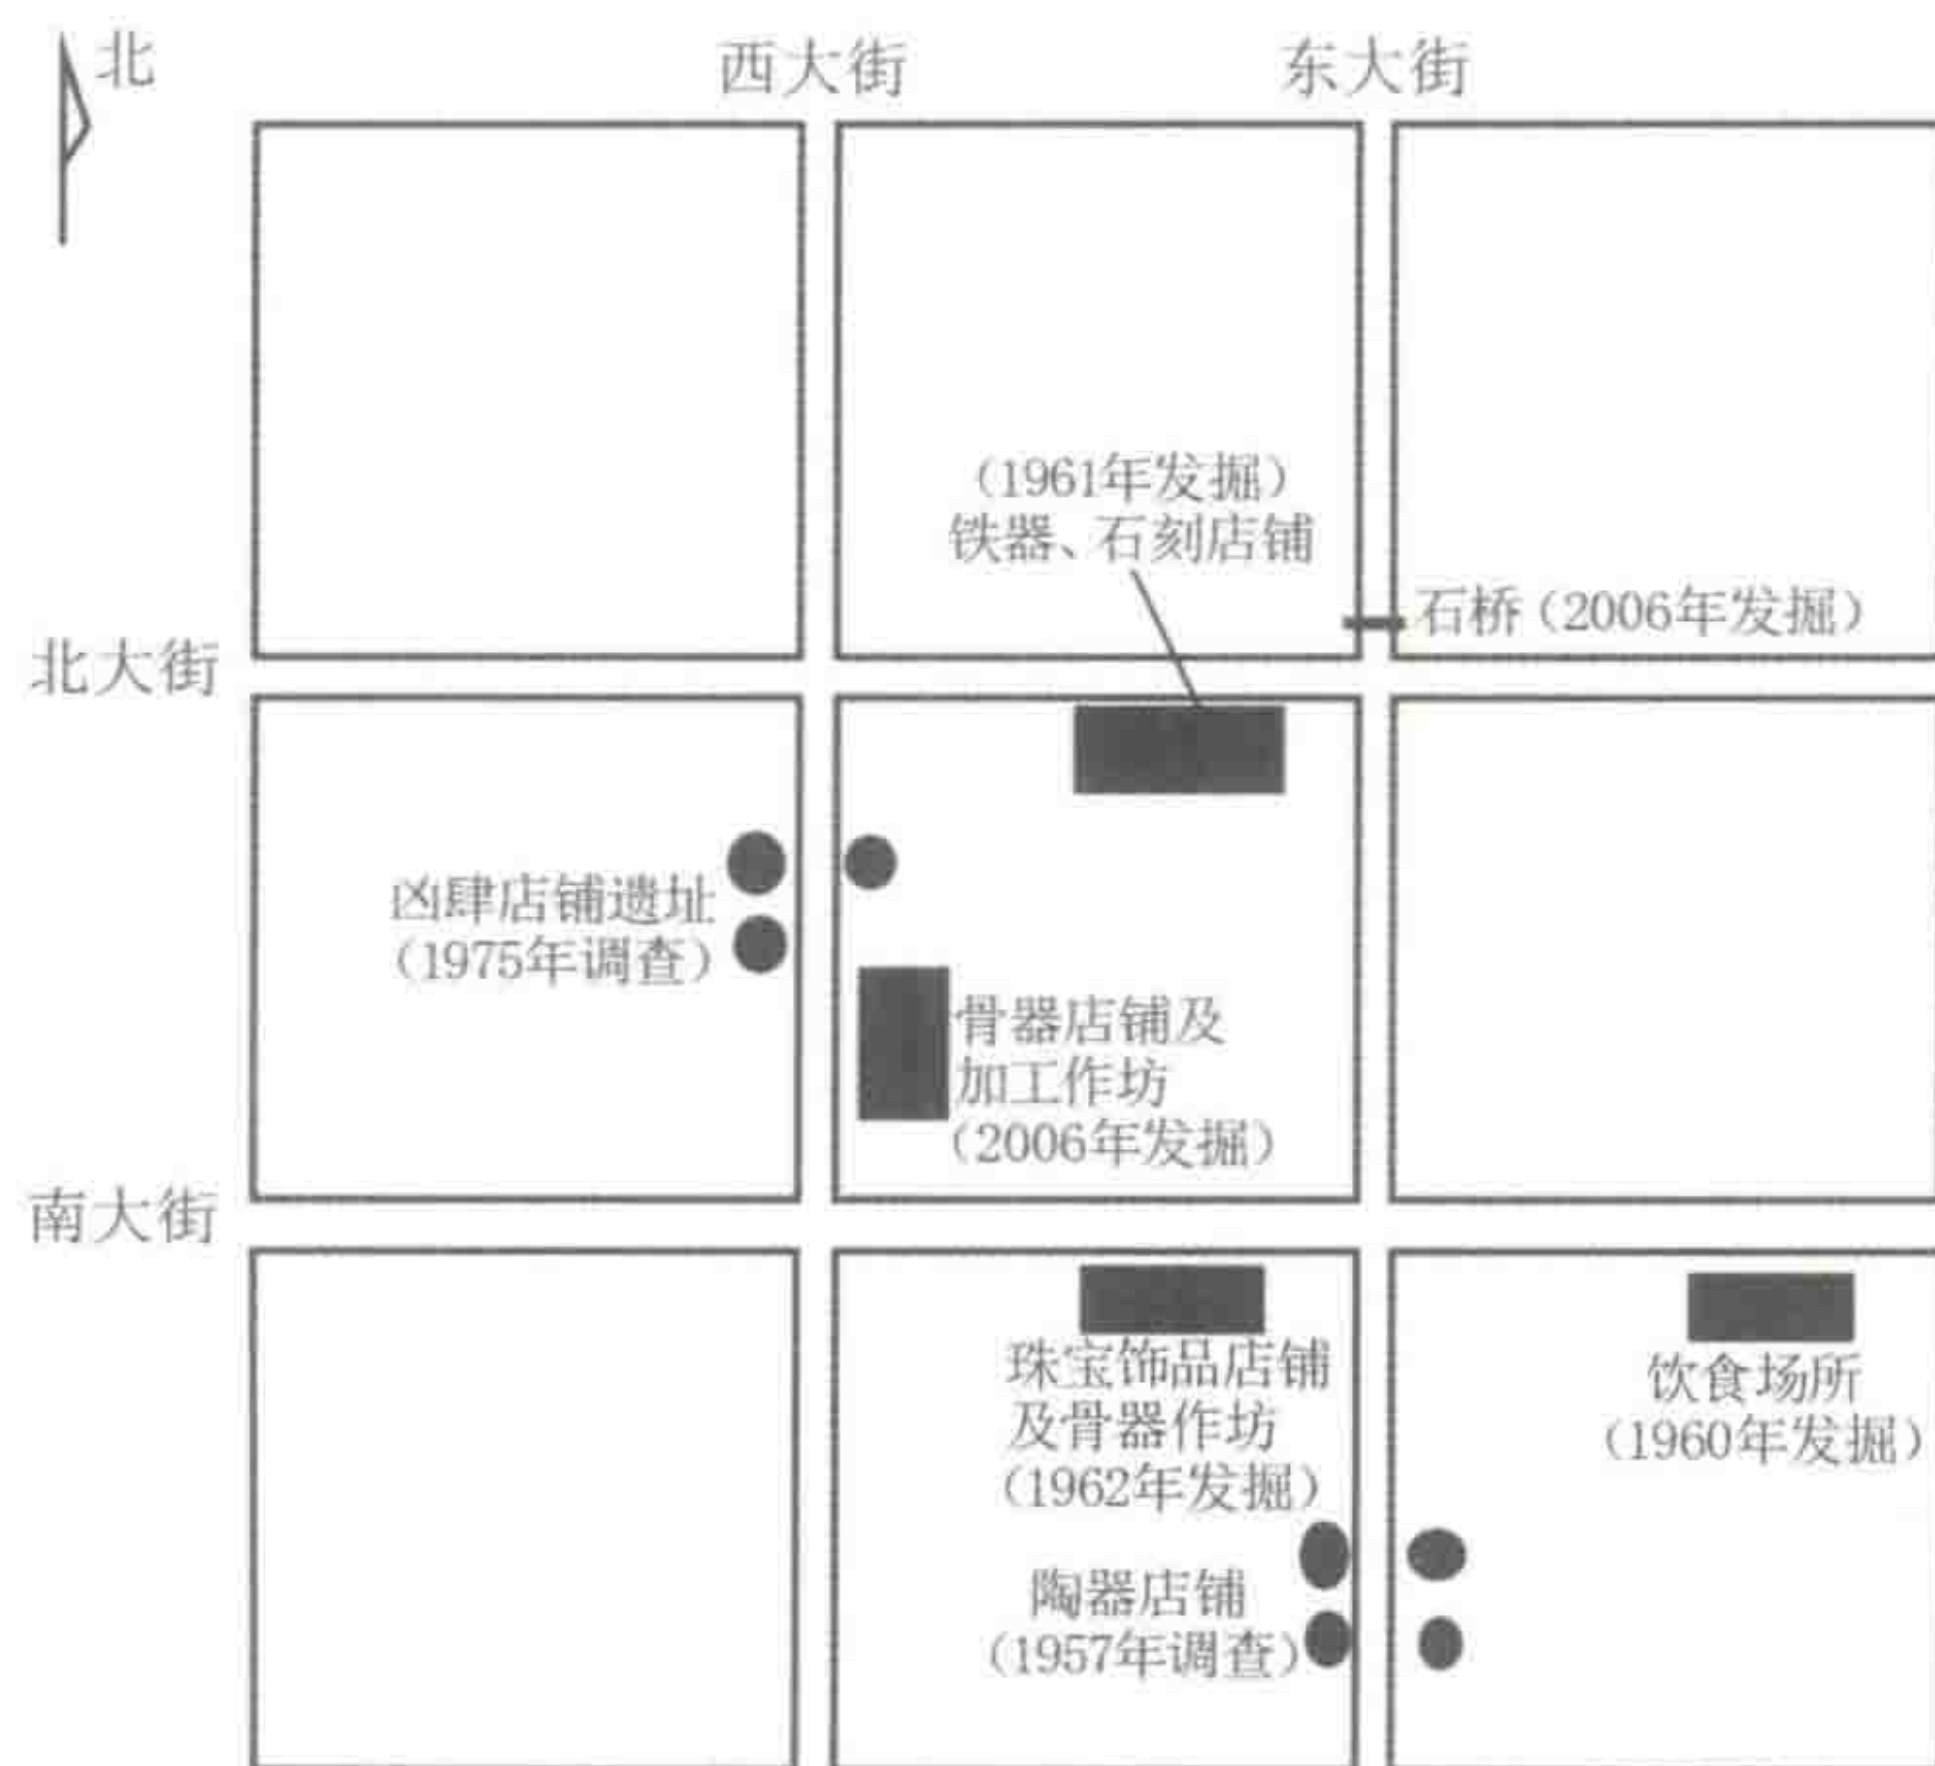 北
西大街
东大街
(1961年发掘)
铁器、石刻店铺
石桥(2006年发掘)
北大街
凶肆店铺遗址
(1975年调查)
骨器店铺及
加工作坊
(2006年发掘)
南大街
珠宝饰品店铺
及骨器作坊
(1962年发掘)
饮食场所
(1960年发掘)
陶器店铺
(1957年调查)